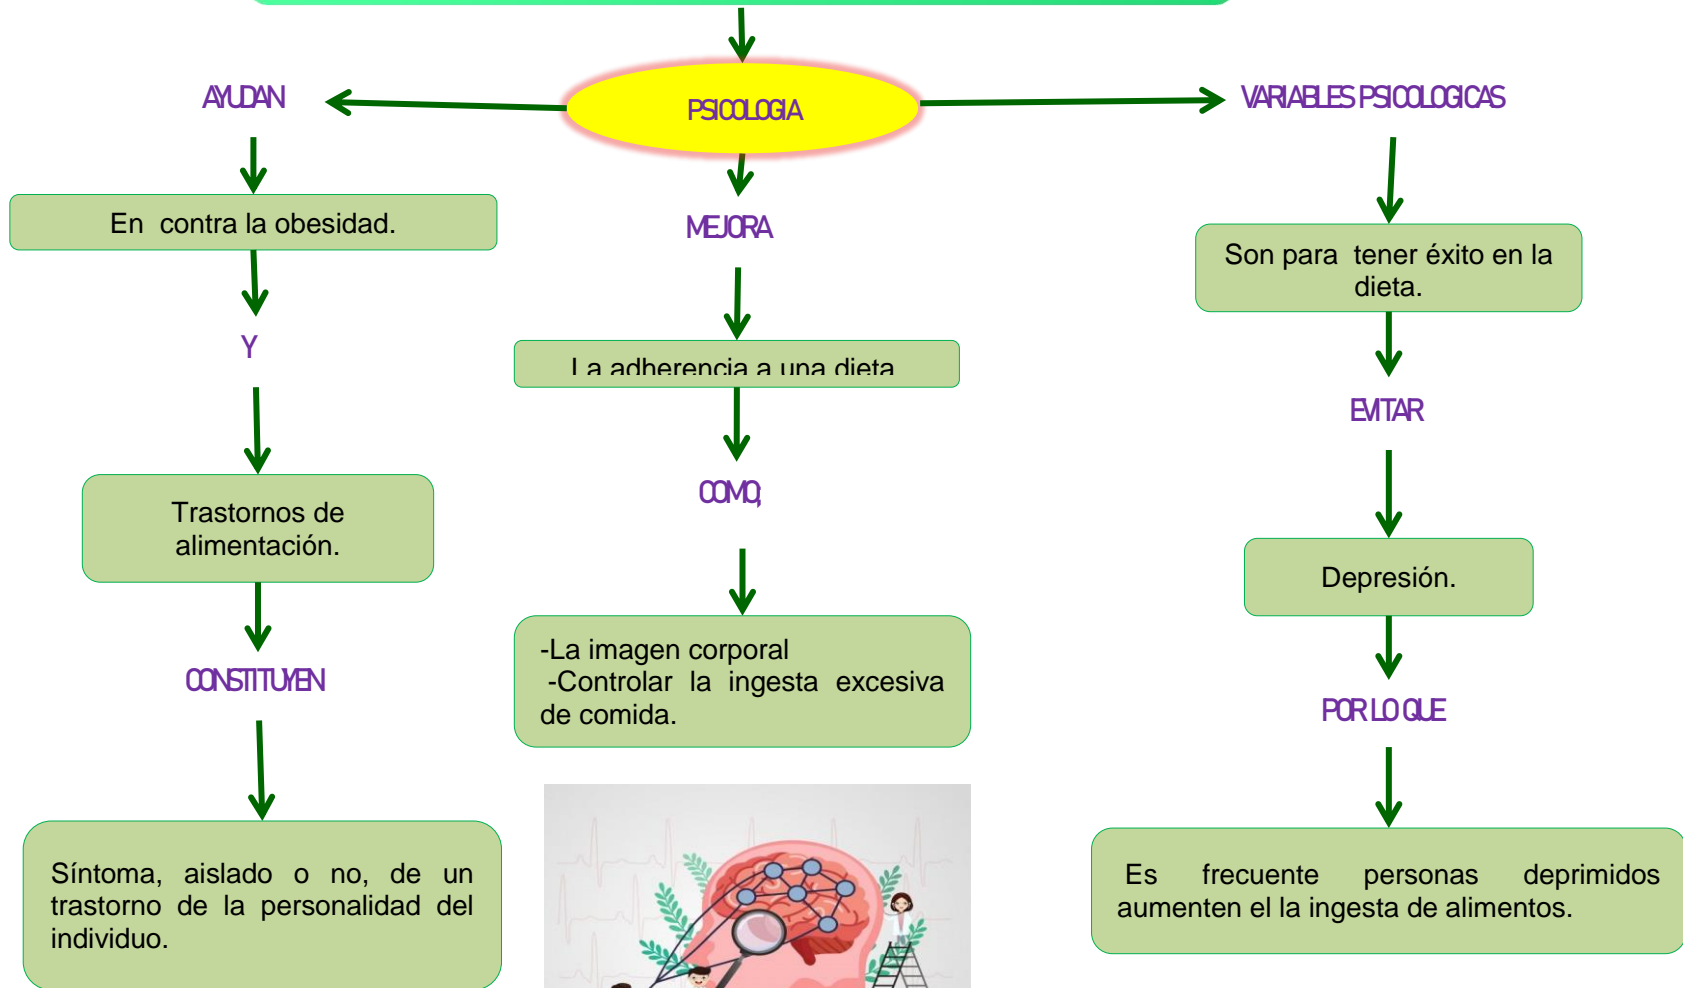 PSICOLOGIA
AYUDAN
En contra la obesidad.
Y
Trastornos de
alimentación.
CONSTITUYEN
Síntoma, aislado o no, de un
trastorno de la personalidad del
individuo.
MEJORA
La adherencia a una dieta
COMO;
-La imagen corporal
-Controlar la ingesta excesiva
de comida.
VARIABLES PSICOLOGICAS
Son para tener éxito en la
dieta.
EVITAR
Depresión.
POR LO QUE
Es frecuente personas deprimidos
aumenten el la ingesta de alimentos.